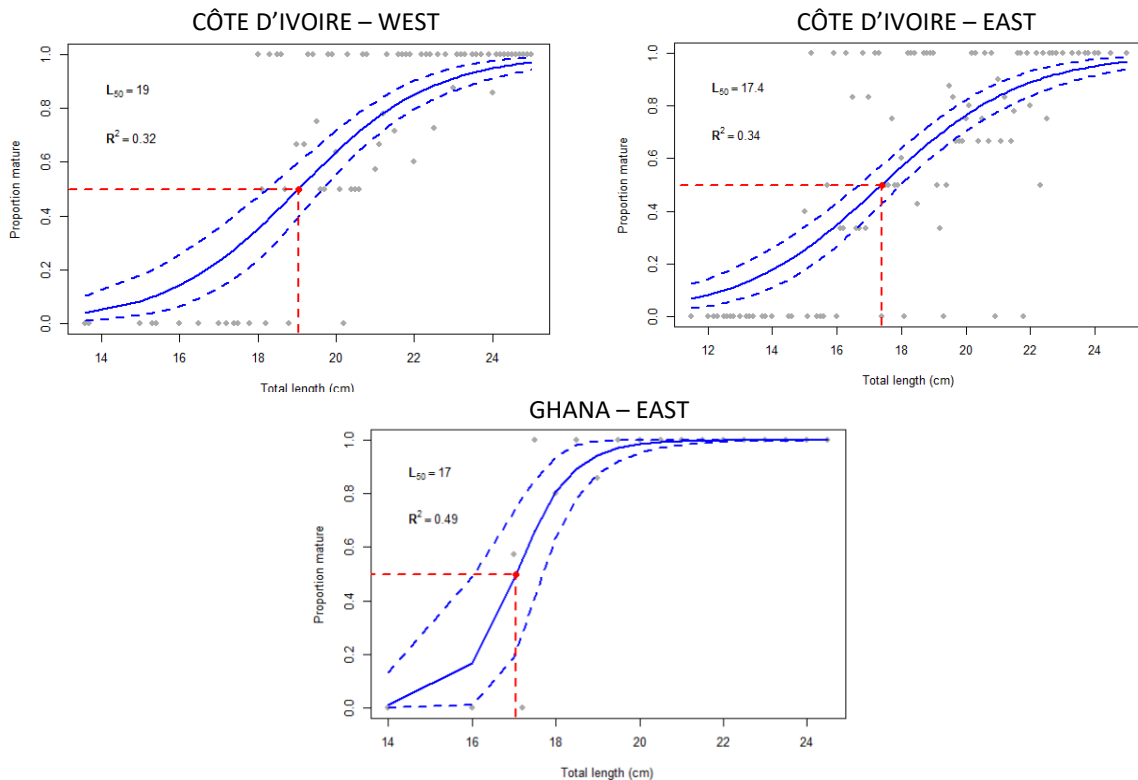 CÔTE D'IVOIRE – WEST
L50 = 19
R2 = 0.32
Proportion mature
0.0 0.2 0.4 0.6 0.8 1.0
14 16 18 20 22 24
Total length (cm)
CÔTE D'IVOIRE – EAST
L50 = 17.4
R2 = 0.34
Proportion mature
0.0 0.2 0.4 0.6 0.8 1.0
12 14 16 18 20 22 24
Total length (cm)
GHANA – EAST
L50 = 17
R2 = 0.49
Proportion mature
0.0 0.2 0.4 0.6 0.8 1.0
14 16 18 20 22 24
Total length (cm)